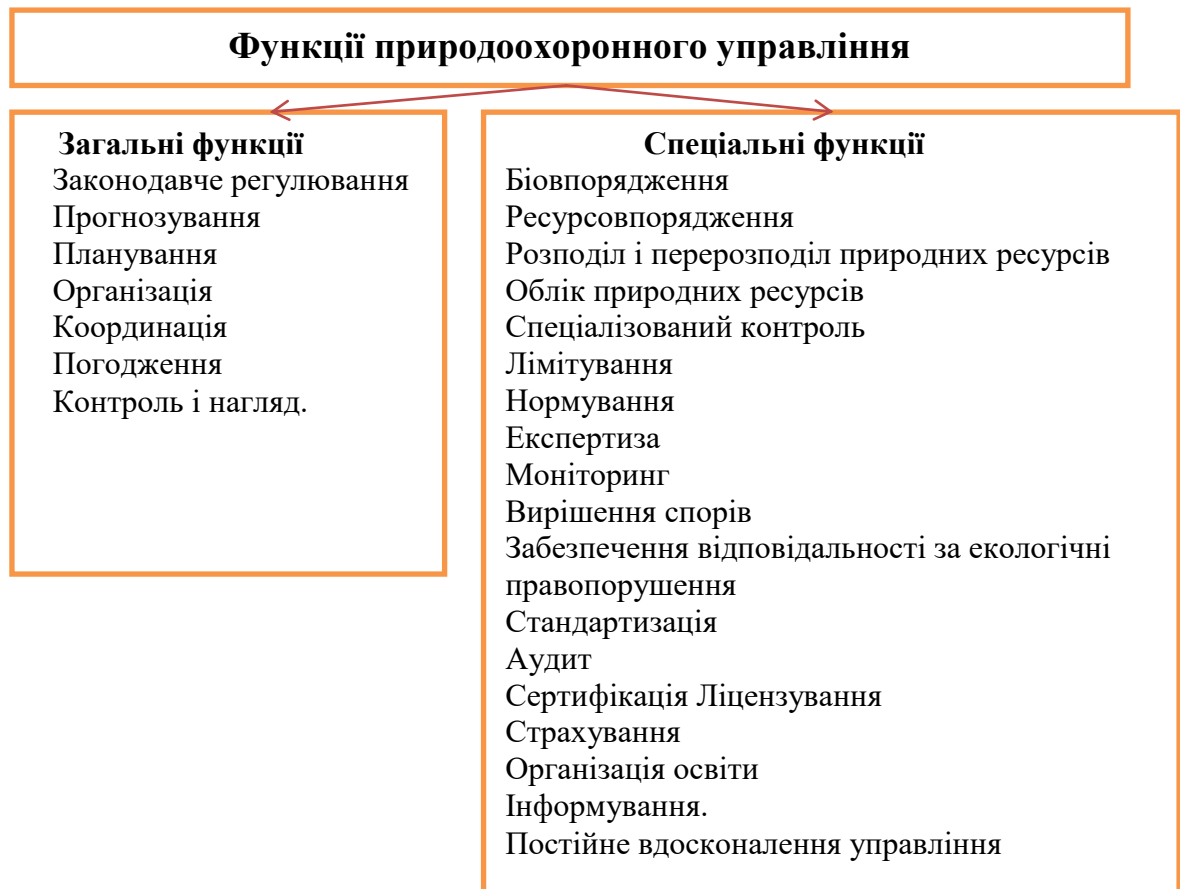 Функції природоохоронного управління
Загальні функції
Законодавче регулювання
Прогнозування
Планування
Організація
Координація
Погодження
Контроль і нагляд.
Спеціальні функції
Біовпорядження
Ресурсовпорядження
Розподіл і перерозподіл природних ресурсів
Облік природних ресурсів
Спеціалізований контроль
Лімітування
Нормування
Експертиза
Моніторинг
Вирішення спорів
Забезпечення відповідальності за екологічні
правопорушення
Стандартизація
Аудит
Сертифікація Ліцензування
Страхування
Організація освіти
Інформування.
Постійне вдосконалення управління